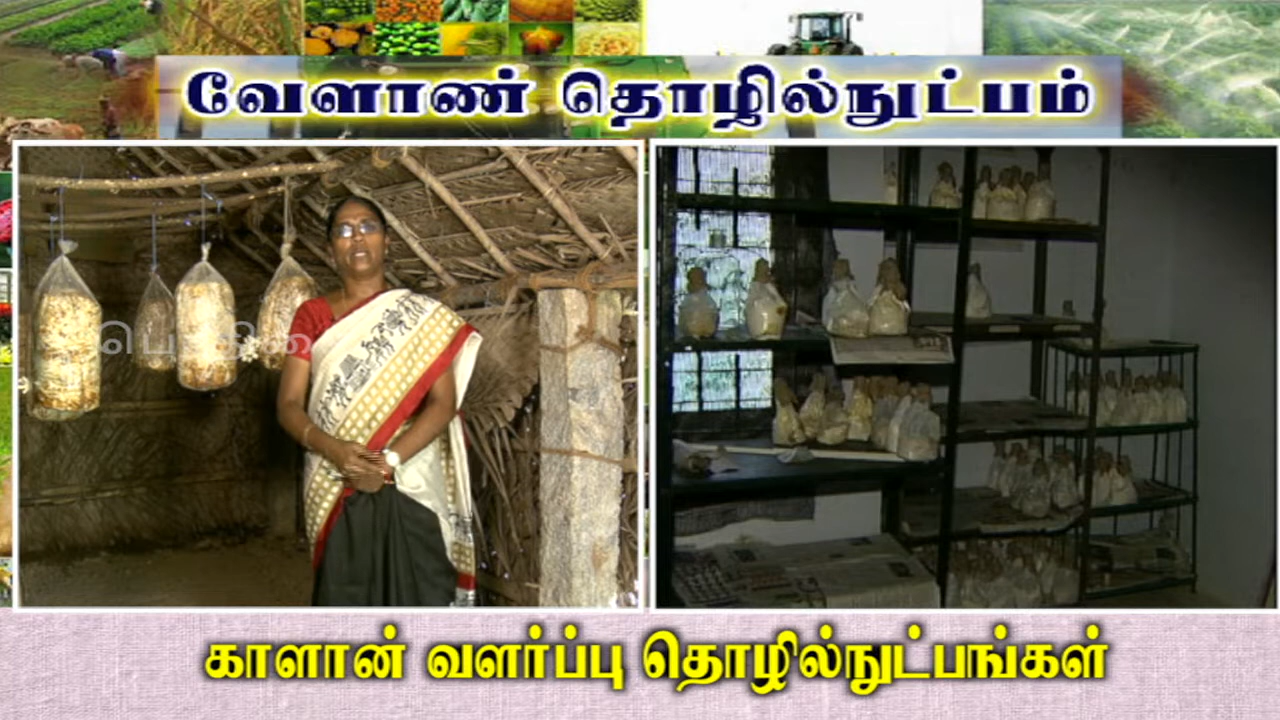 வேளாண் தொழில்நுட்பம்
பொதிகை
காளான் வளர்ப்பு தொழில்நுட்பங்கள்